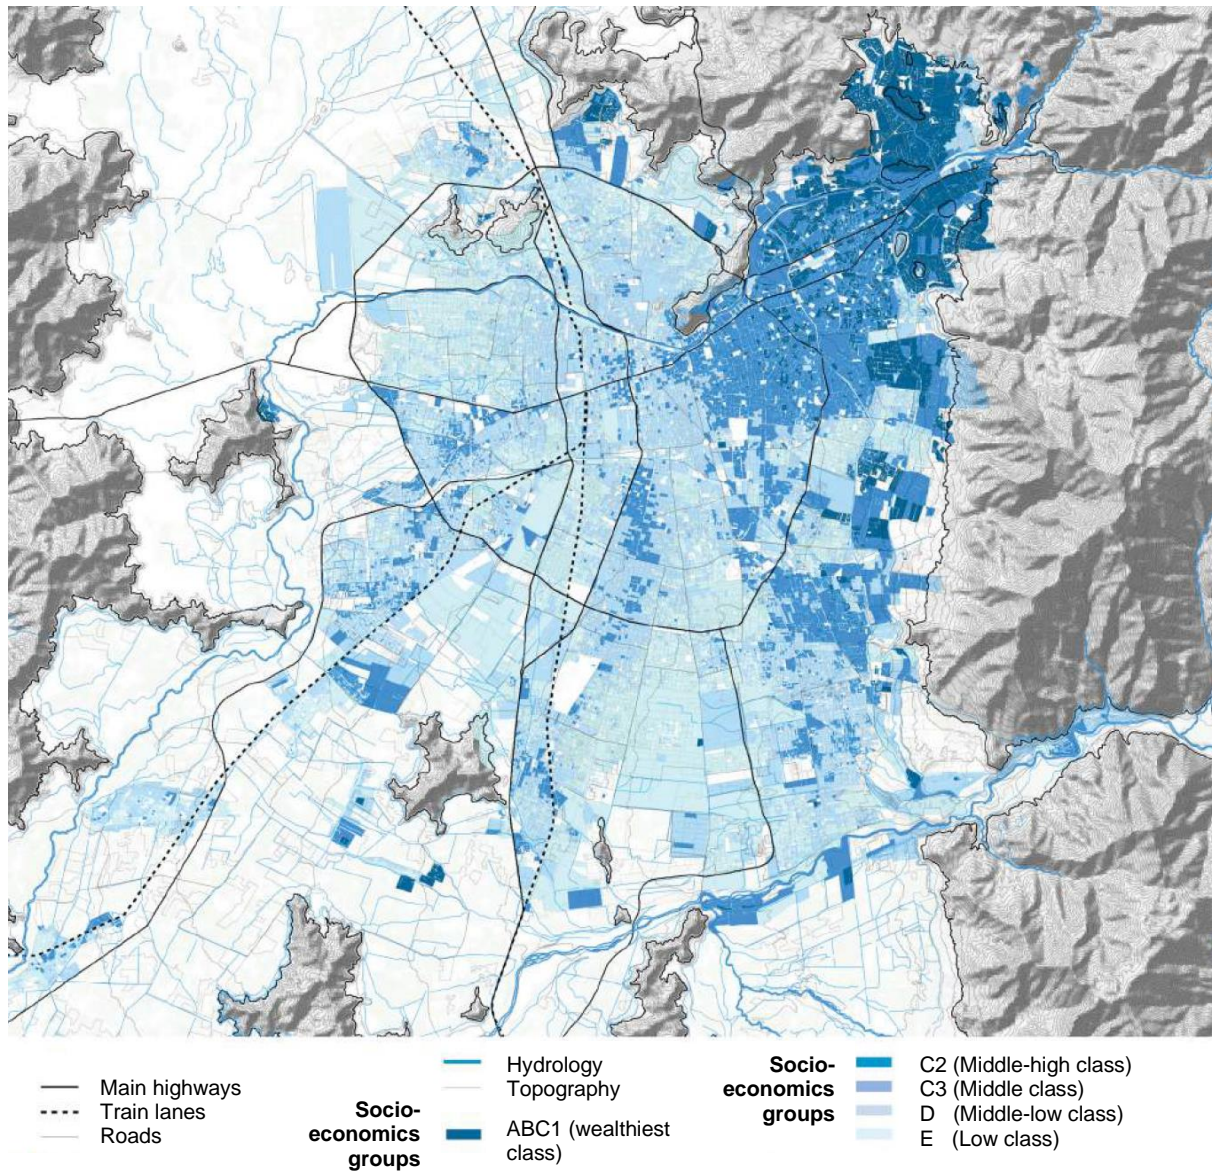 Main highways
Train lanes
Roads
Socio-
economics
groups
Hydrology
Topography
ABC1 (wealthiest
class)
Socio-
economics
groups
C2 (Middle-high class)
C3 (Middle class)
D (Middle-low class)
E (Low class)